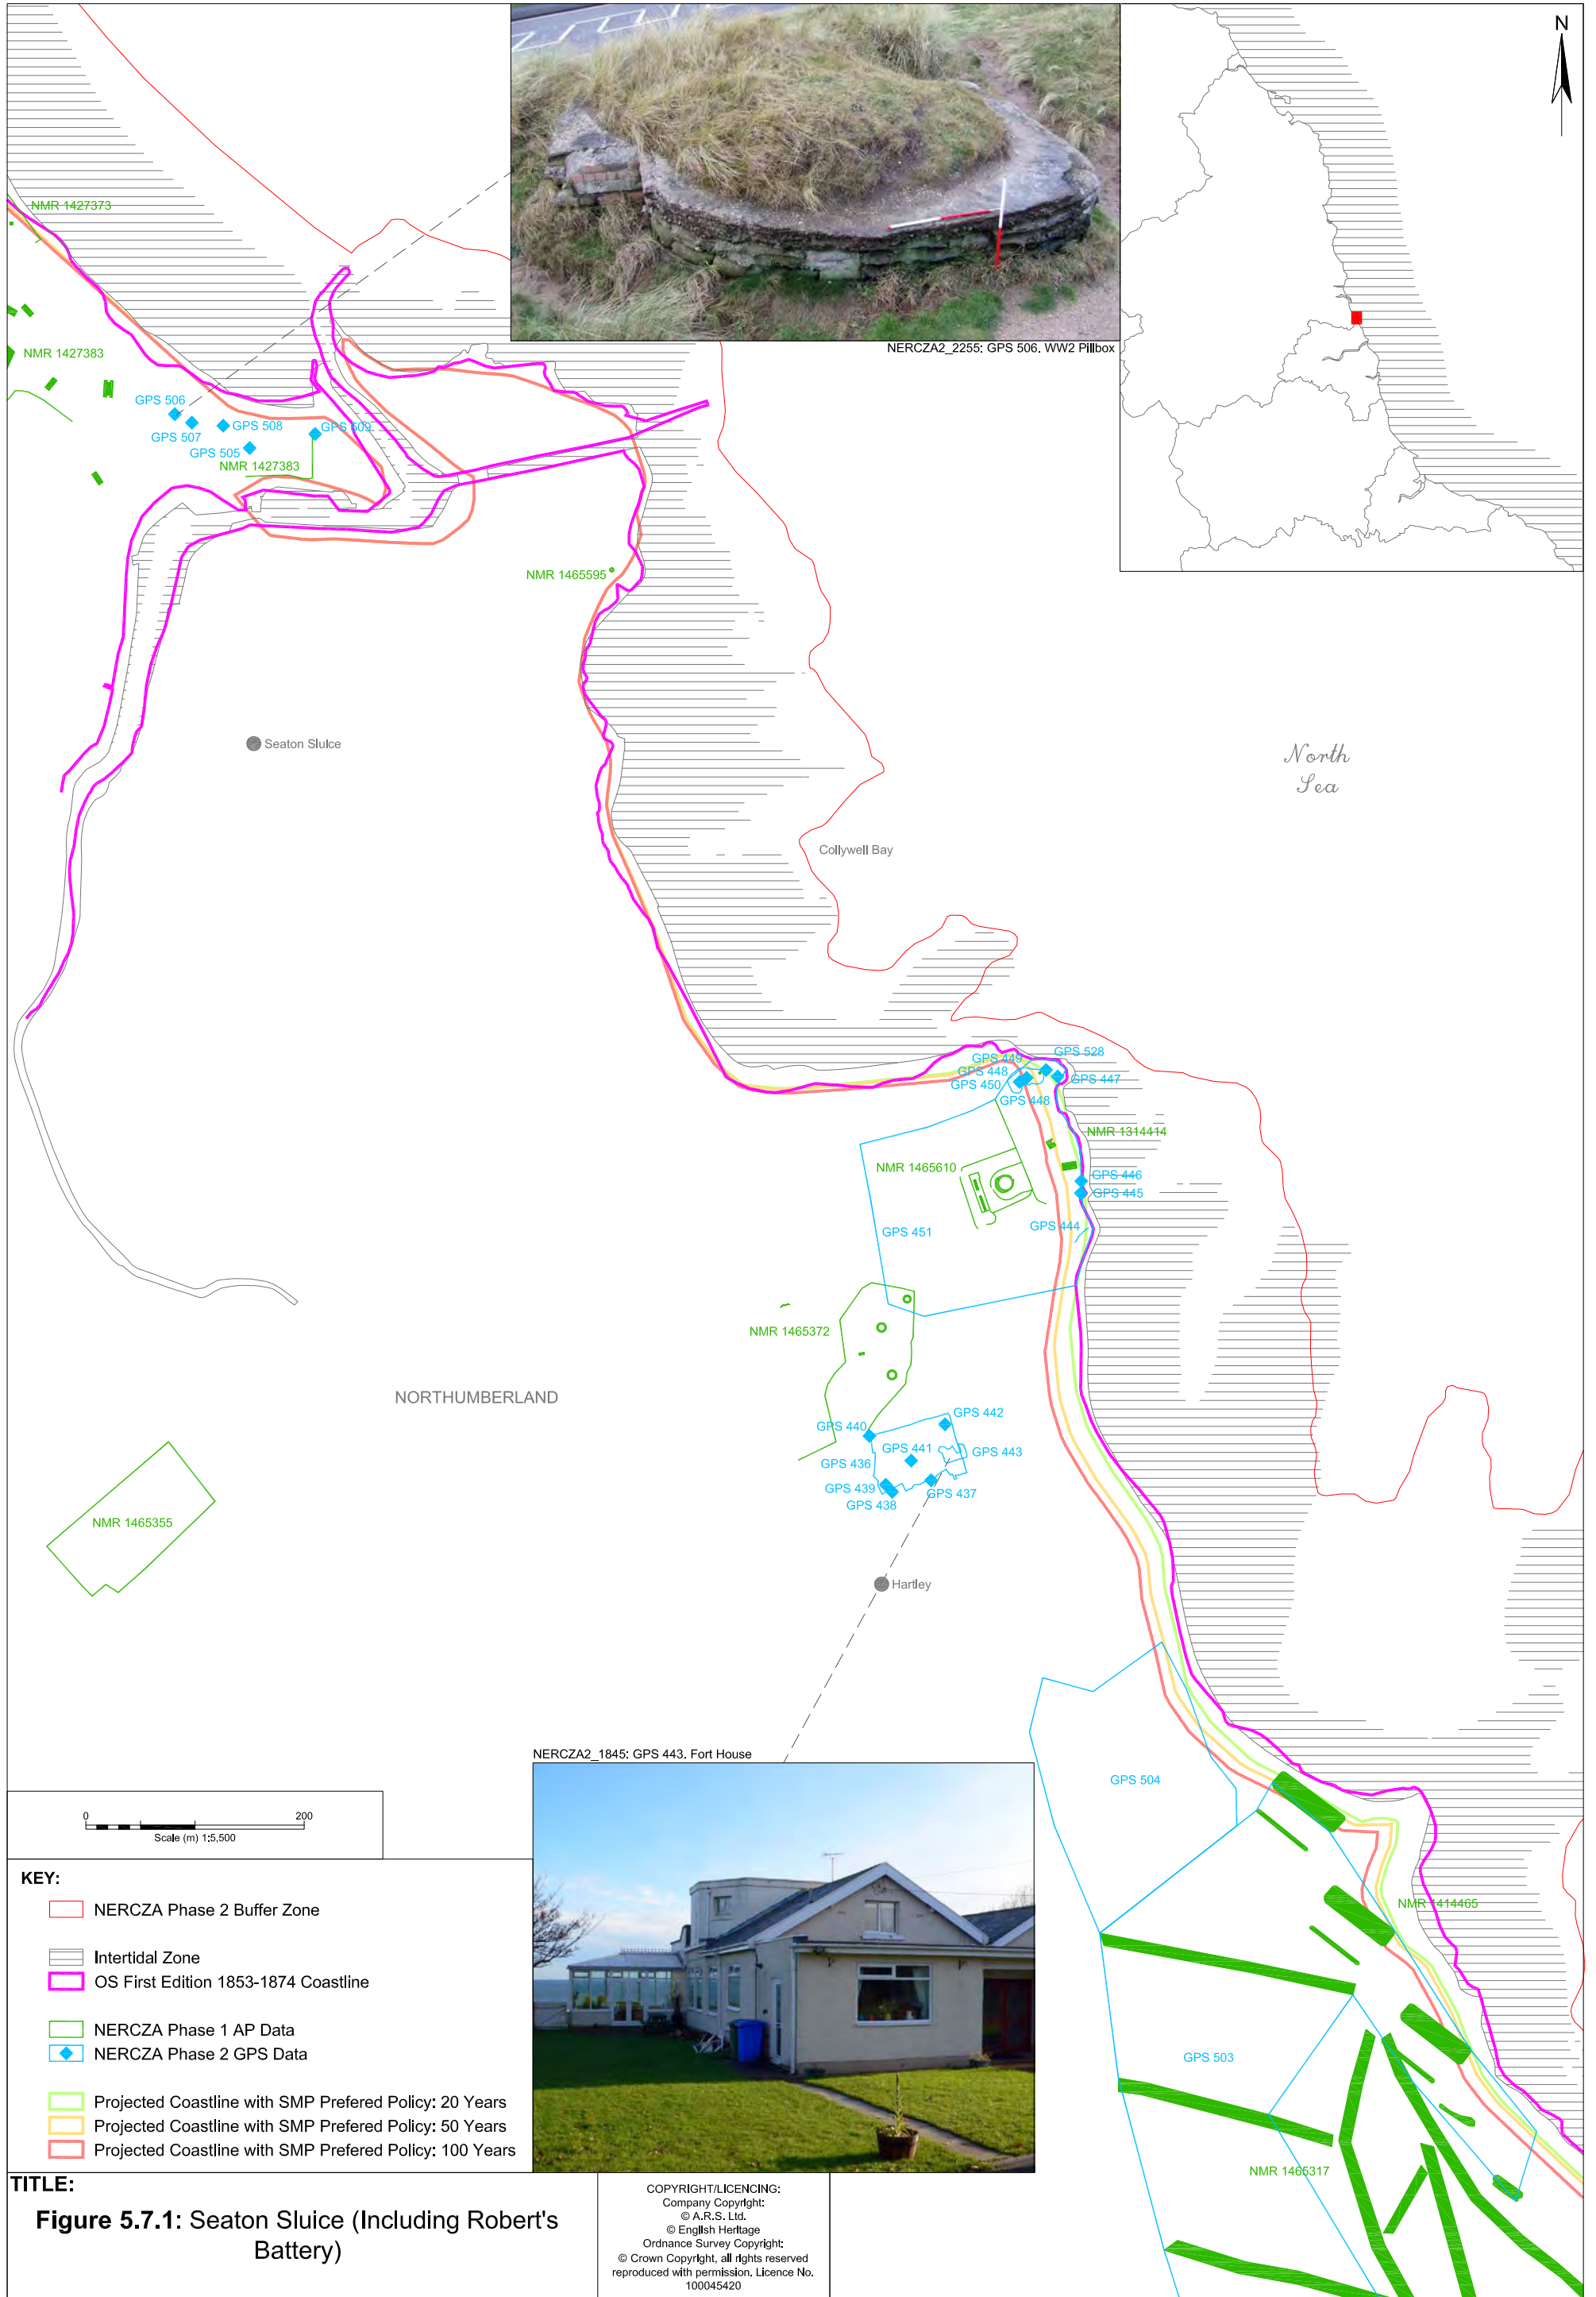 N
NERCZA2_2255: GPS 506. WW2 Pillbox
NMR 1427373
NMR 1427383
GPS 506
GPS 507
GPS 508
GPS 509
GPS 505
NMR 1427383
NMR 1465595
Seaton Sluice
North
Sea
Collywell Bay
GPS 449
GPS 528
GPS 448
GPS 450
GPS 447
GPS 448
NMR 1314414
NMR 1465610
GPS 446
GPS 445
GPS 444
GPS 451
NMR 1465372
NORTHUMBERLAND
GPS 440
GPS 442
GPS 441
GPS 443
GPS 436
GPS 439
GPS 437
GPS 438
NMR 1465355
Hartley
NERCZA2_1845: GPS 443. Fort House
GPS 504
NMR 1414465
GPS 503
NMR 1465317
0 200
Scale (m) 1:5,500
KEY:
NERCZA Phase 2 Buffer Zone
Intertidal Zone
OS First Edition 1853-1874 Coastline
NERCZA Phase 1 AP Data
NERCZA Phase 2 GPS Data
Projected Coastline with SMP Prefered Policy: 20 Years
Projected Coastline with SMP Prefered Policy: 50 Years
Projected Coastline with SMP Prefered Policy: 100 Years
TITLE:
Figure 5.7.1: Seaton Sluice (Including Robert's
Battery)
COPYRIGHT/LICENCING:
Company Copyright:
© A.R.S. Ltd.
© English Heritage
Ordnance Survey Copyright:
© Crown Copyright, all rights reserved
reproduced with permission. Licence No.
100045420